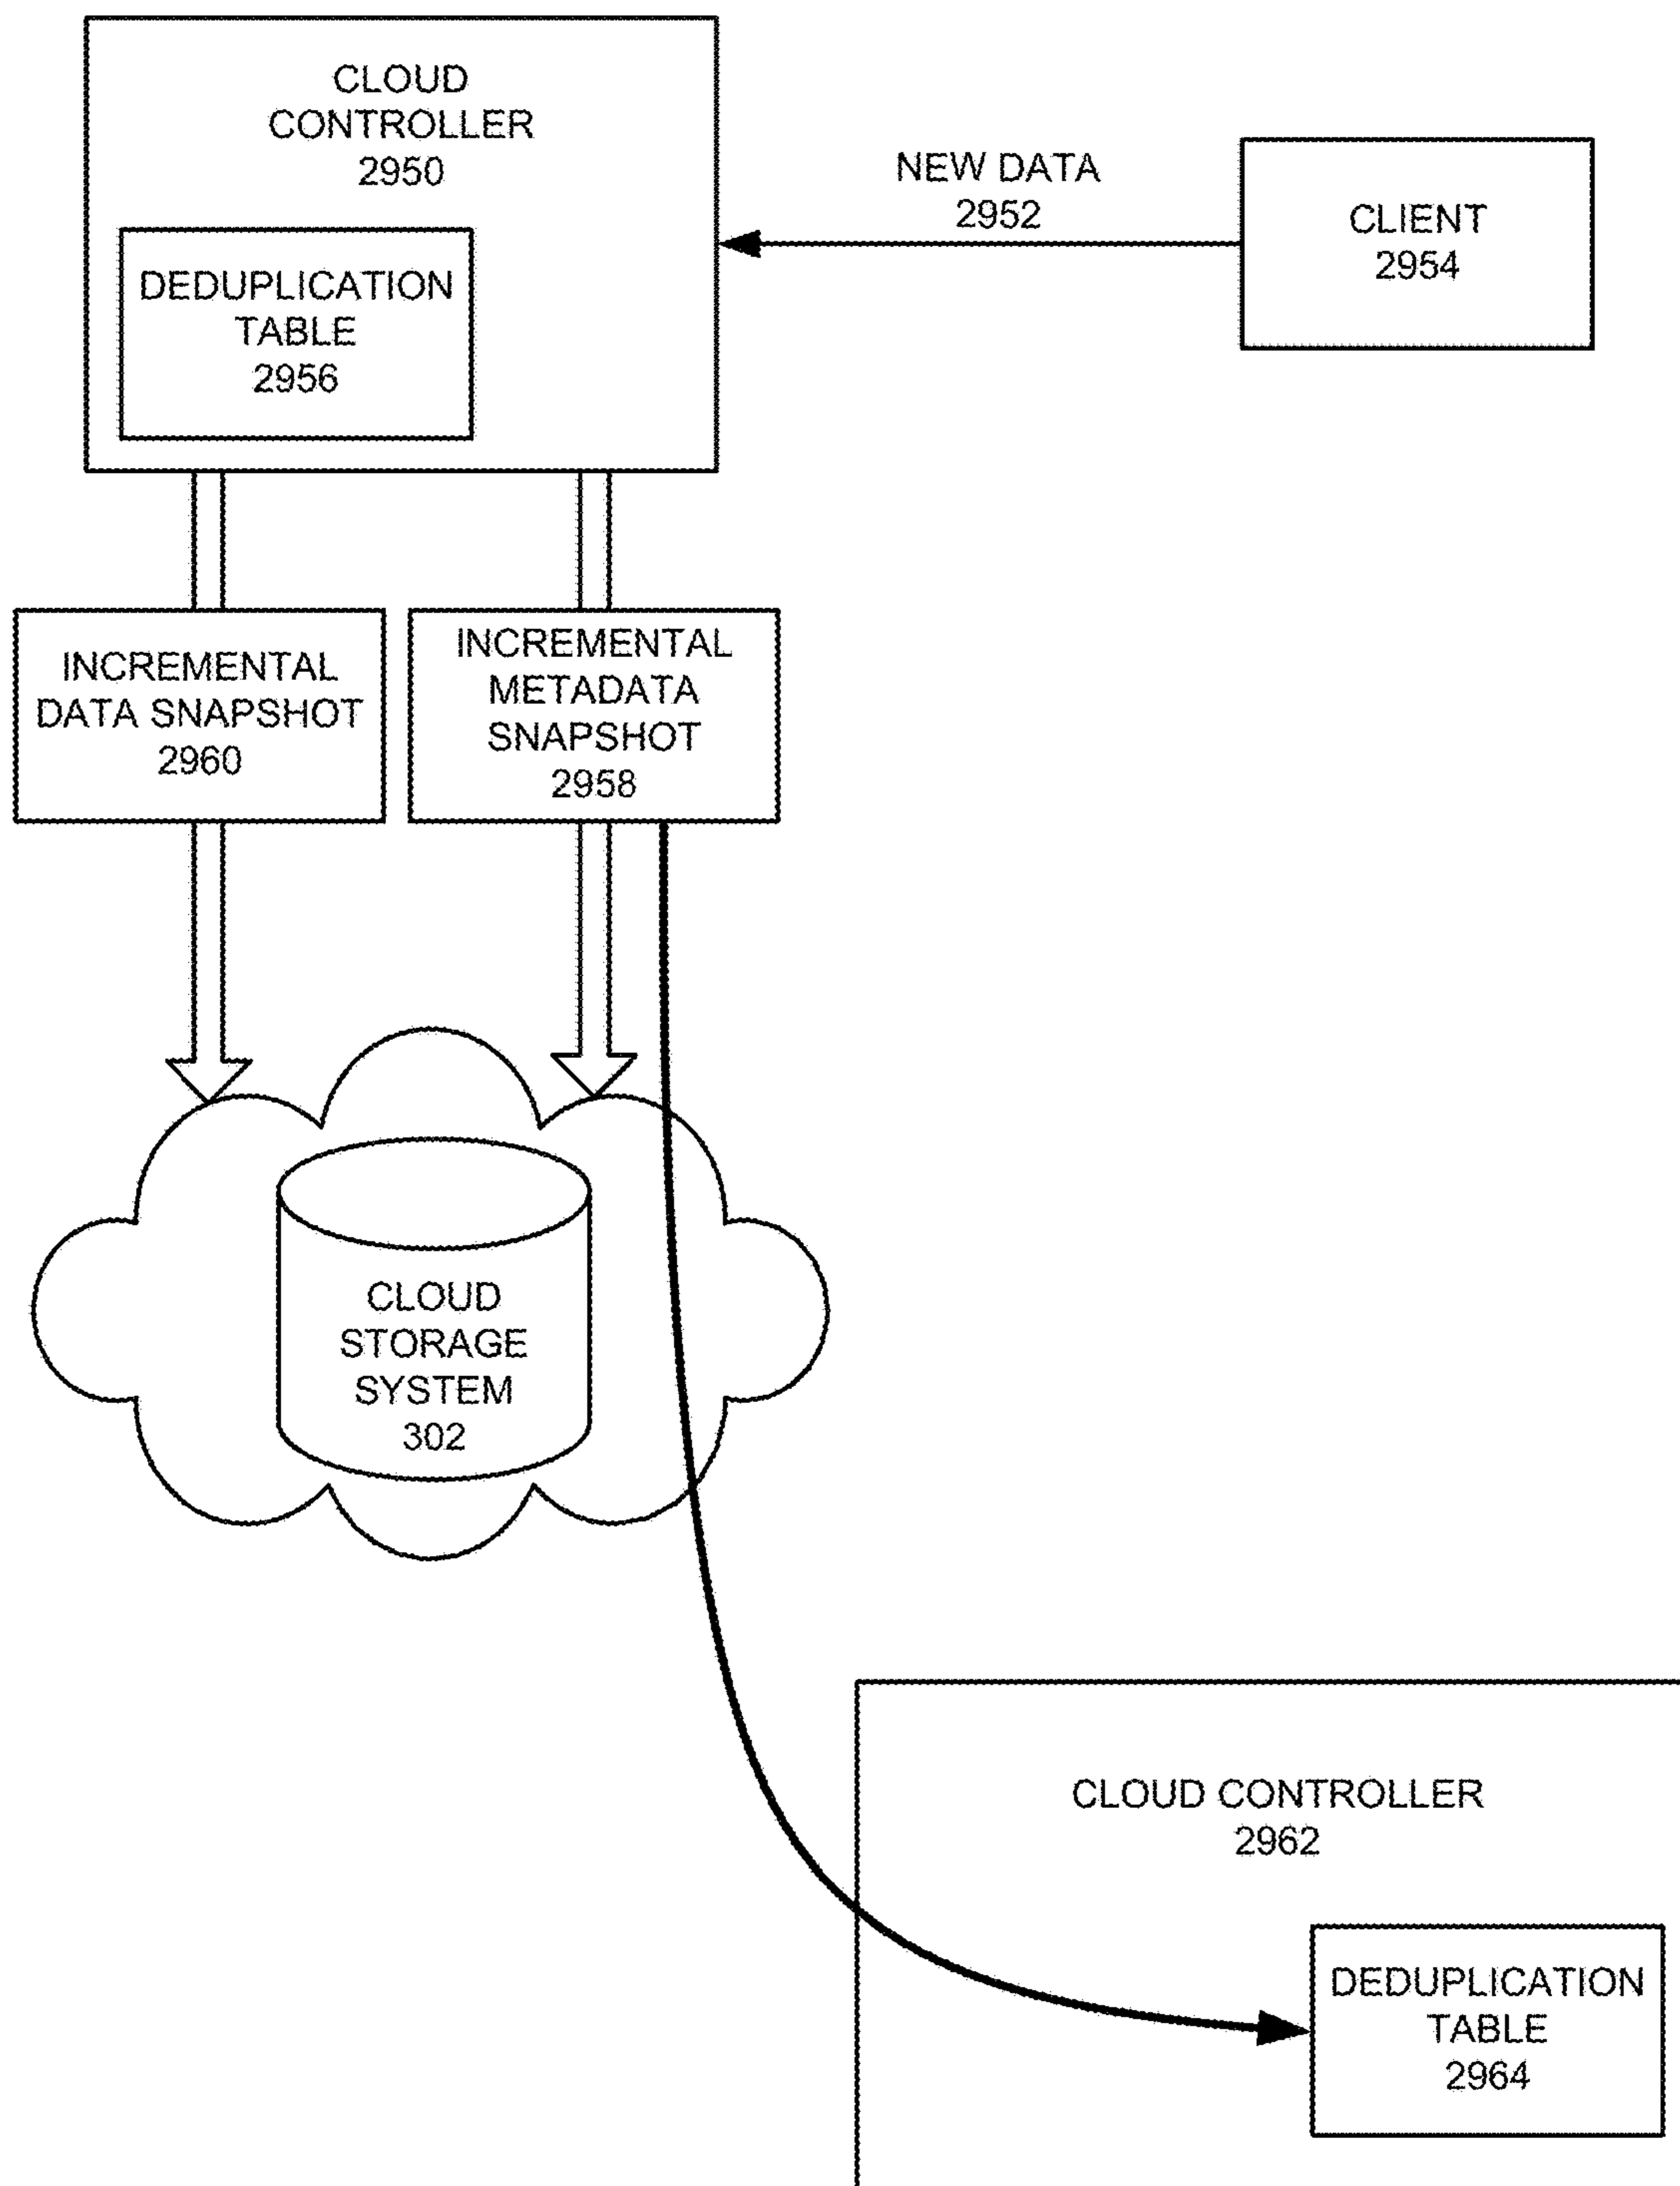 CLOUD
CONTROLLER
2950
NEW DATA
2952
CLIENT
2954
DEDUPLICATION
TABLE
2956
INCREMENTAL
DATA SNAPSHOT
2960
INCREMENTAL
METADATA
SNAPSHOT
2958
CLOUD
STORAGE
SYSTEM
302
CLOUD CONTROLLER
2962
DEDUPLICATION
TABLE
2964